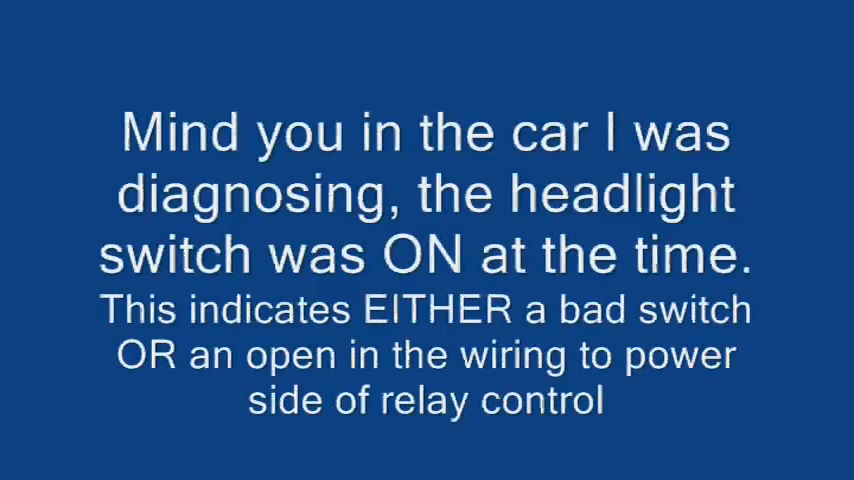 Mind you in the car I was
diagnosing, the headlight
switch was ON at the time.
This indicates EITHER a bad switch
OR an open in the wiring to power
side of relay control